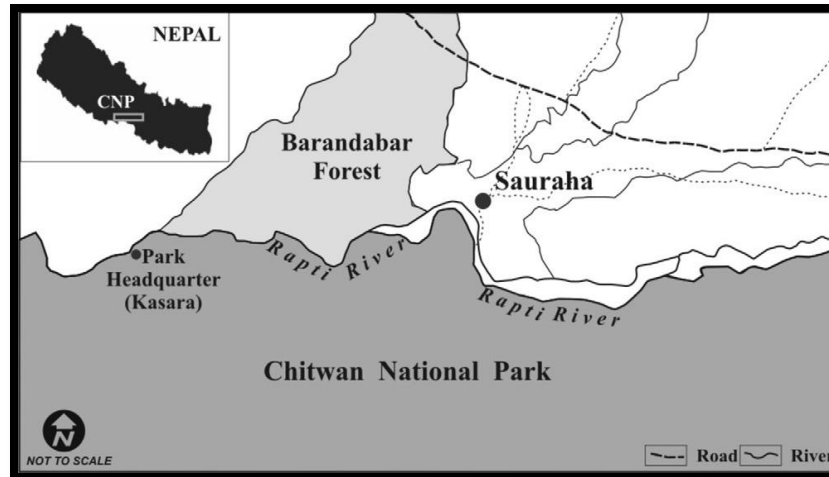 NEPAL
CNP
Barandabar
Forest
Sauraha
Park
Headquarter
(Kasara)
Rapti River
Rapti River
Chitwan National Park
N
NOT TO SCALE
Road
River